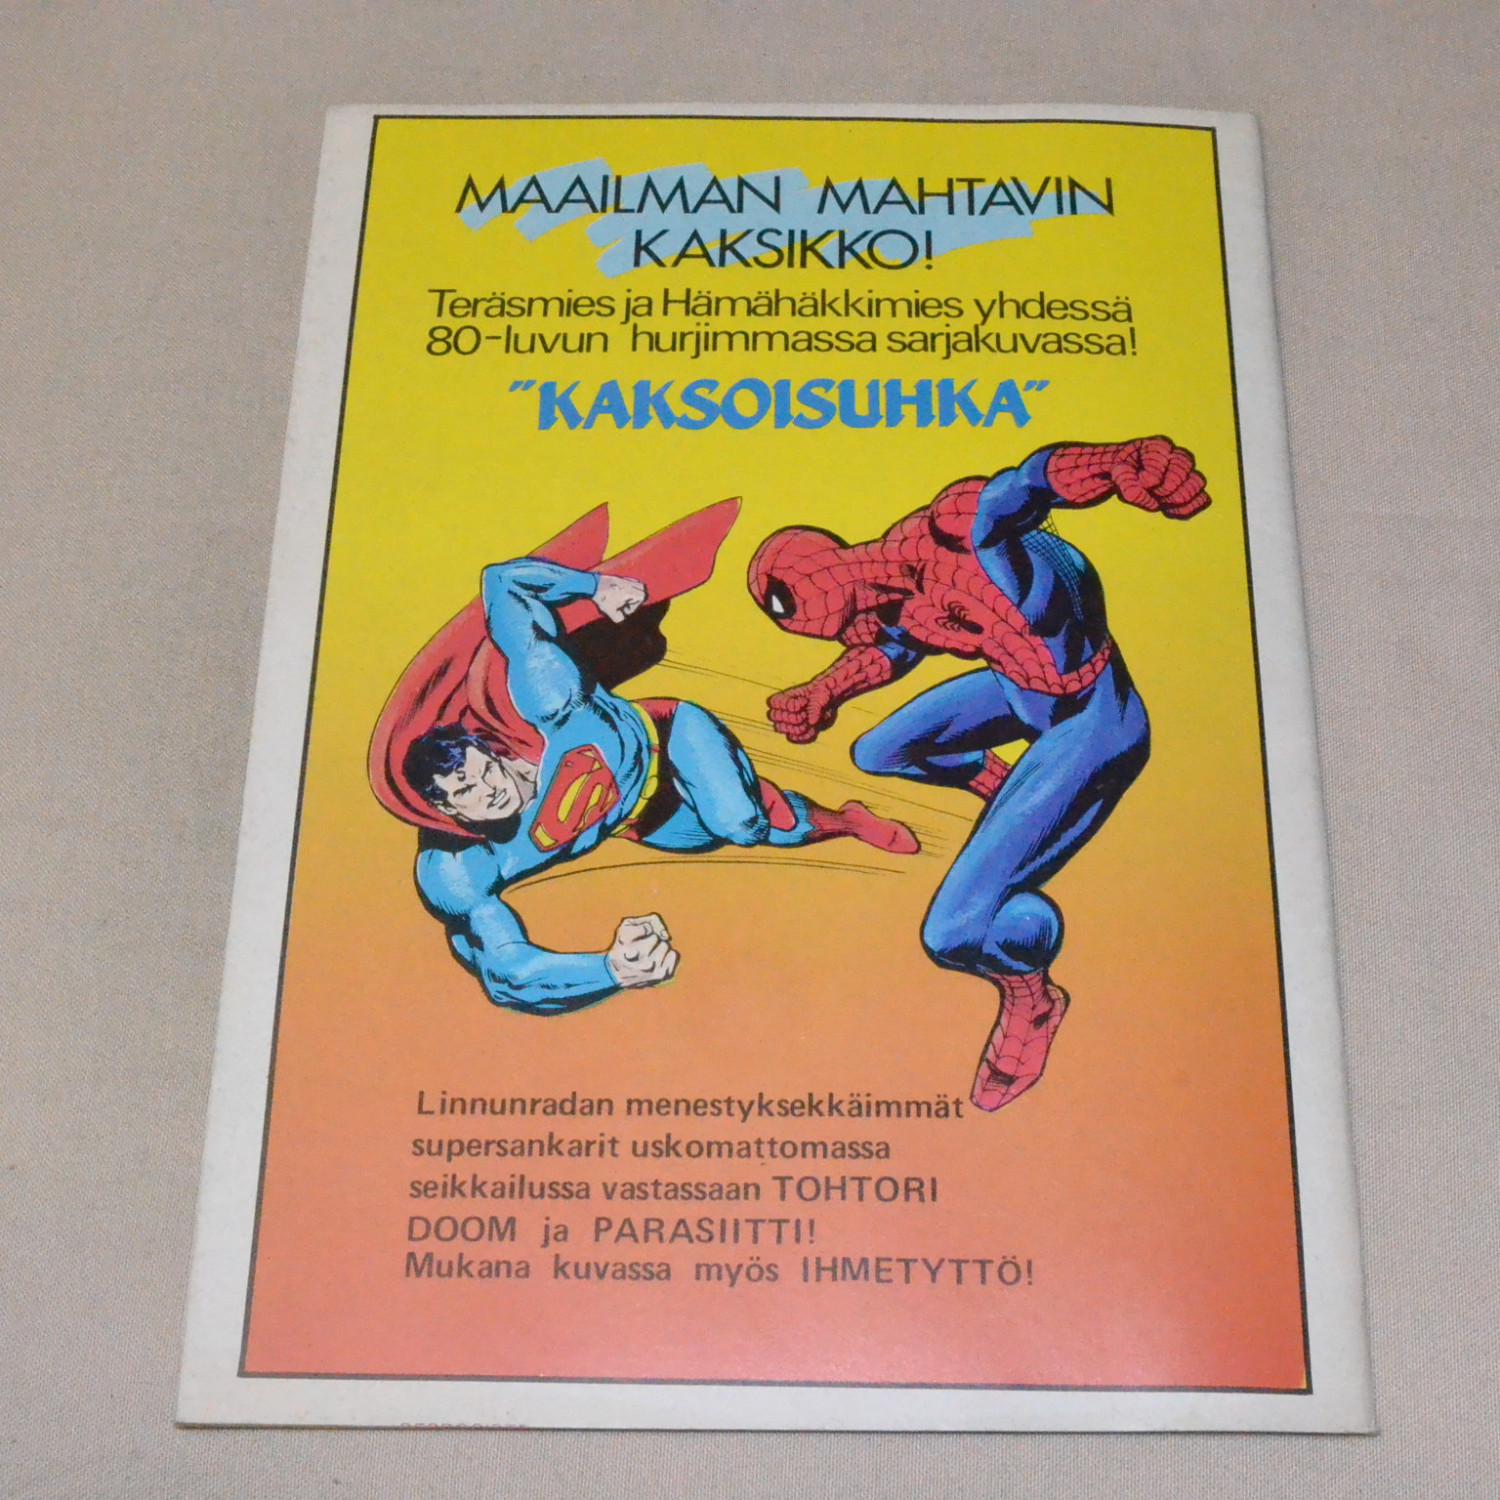 MAAILMAN MAHTAVIN
KAKSIKKO!
Teräsmies ja Hämähäkkimies yhdessä
80-luvun hurjimmassa sarjakuvassa!
"KAKSOISUHKA"
S
Linnunradan menestyksekkäimmät
supersankarit uskomattomassa
seikkailussa vastassaan TOHTORI
DOOM ja PARASIITTI!
Mukana kuvassa myös IHMETYTTÖ!